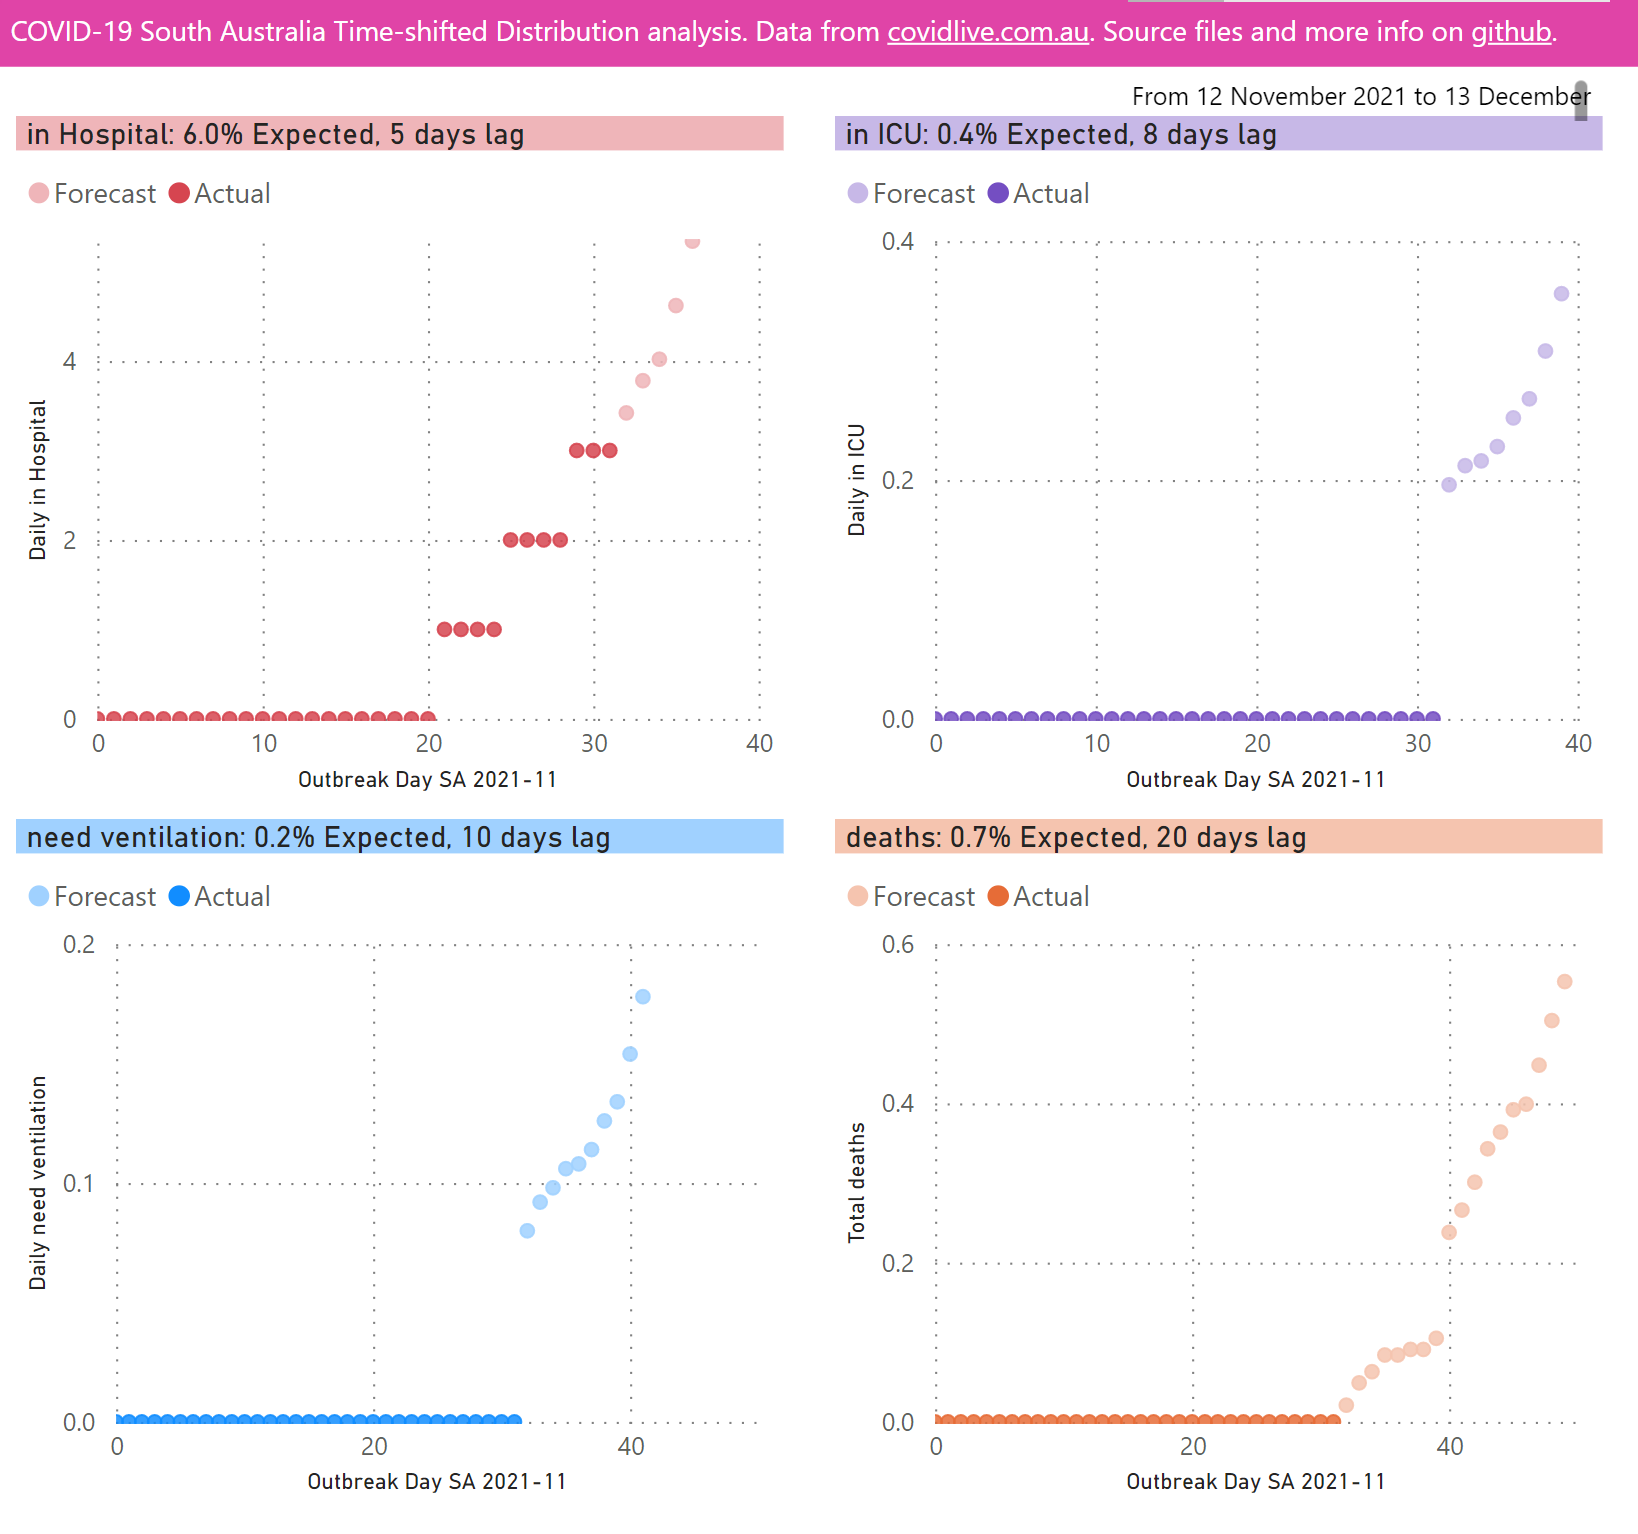 COVID-19 South Australia Time-shifted Distribution analysis. Data from covidlive.com.au. Source files and more info on github.
From 12 November 2021 to 13 December
in Hospital: 6.0% Expected, 5 days lag
Forecast Actual
Daily in Hospital
4
2
0
0 10 20 30 40
Outbreak Day SA 2021-11
in ICU: 0.4% Expected, 8 days lag
Forecast Actual
Daily in ICU
0.4
0.2
0.0
0 10 20 30 40
Outbreak Day SA 2021-11
need ventilation: 0.2% Expected, 10 days lag
Forecast Actual
Daily need ventilation
0.2
0.1
0.0
0 20 40
Outbreak Day SA 2021-11
deaths: 0.7% Expected, 20 days lag
Forecast Actual
Total deaths
0.6
0.4
0.2
0.0
0 20 40
Outbreak Day SA 2021-11